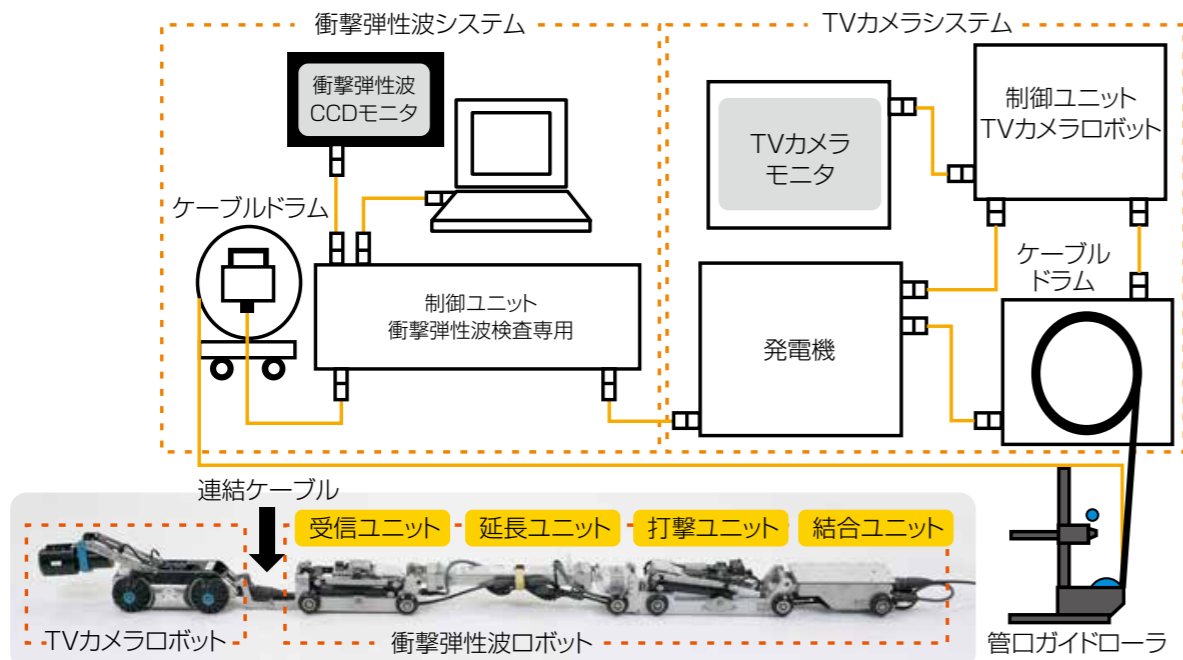 衝撃弾性波システム
TVカメラシステム
衝撃弾性波
CCDモニタ
ケーブルドラム
制御ユニット
衝撃弾性波検査専用
TVカメラ
モニタ
制御ユニット
TVカメラロボット
ケーブル
ドラム
発電機
連結ケーブル
受信ユニット
延長ユニット
打撃ユニット
結合ユニット
TVカメラロボット
衝撃弾性波ロボット
管口ガイドローラ